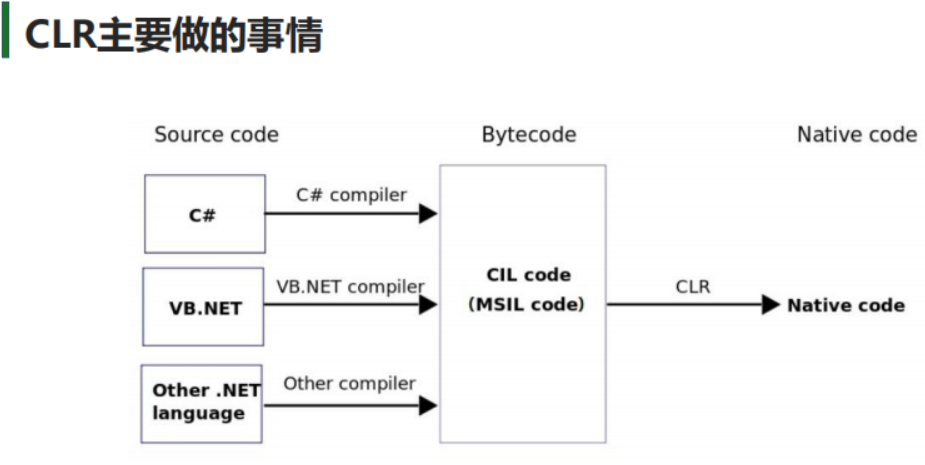 CLR主要做的事情
Source code
Bytecode
Native code
C#
C# compiler
VB.NET
VB.NET compiler
Other .NET
language
Other compiler
CIL code
(MSIL code)
CLR
Native code